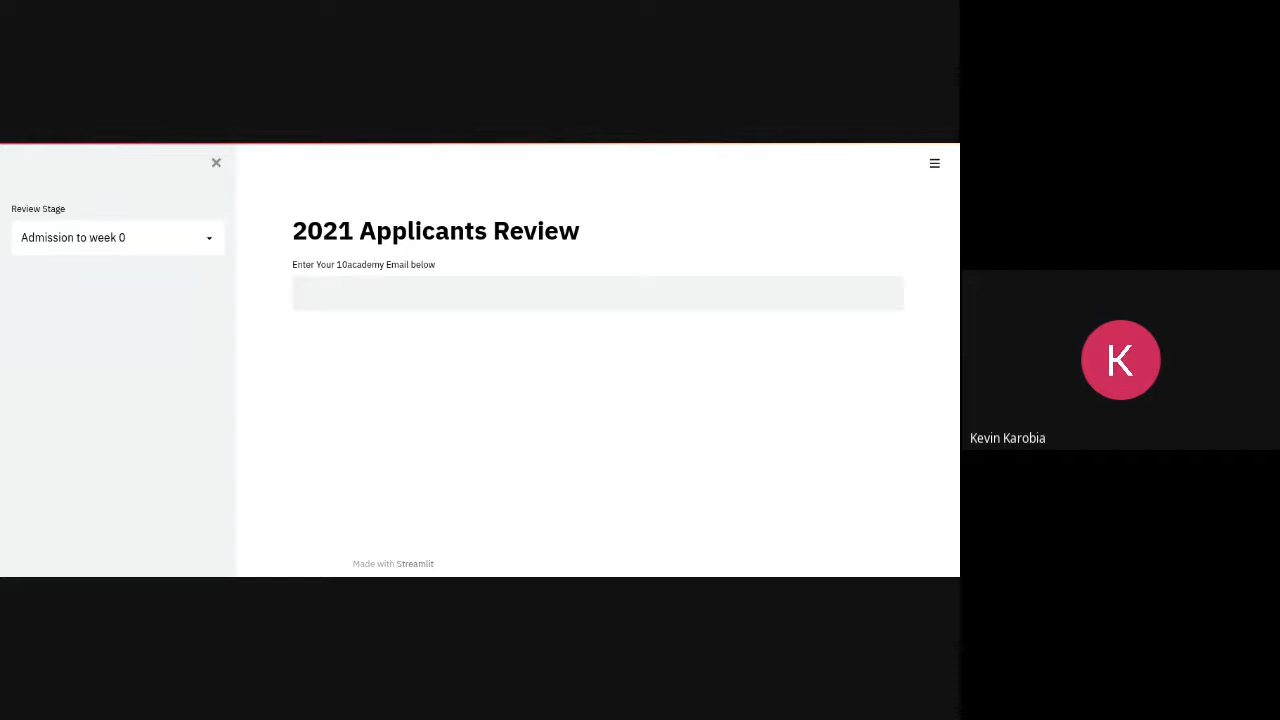 Review Stage
Admission to week 0
2021 Applicants Review
Enter Your 10academy Email below
Made with Streamlit
K
Kevin Karobia